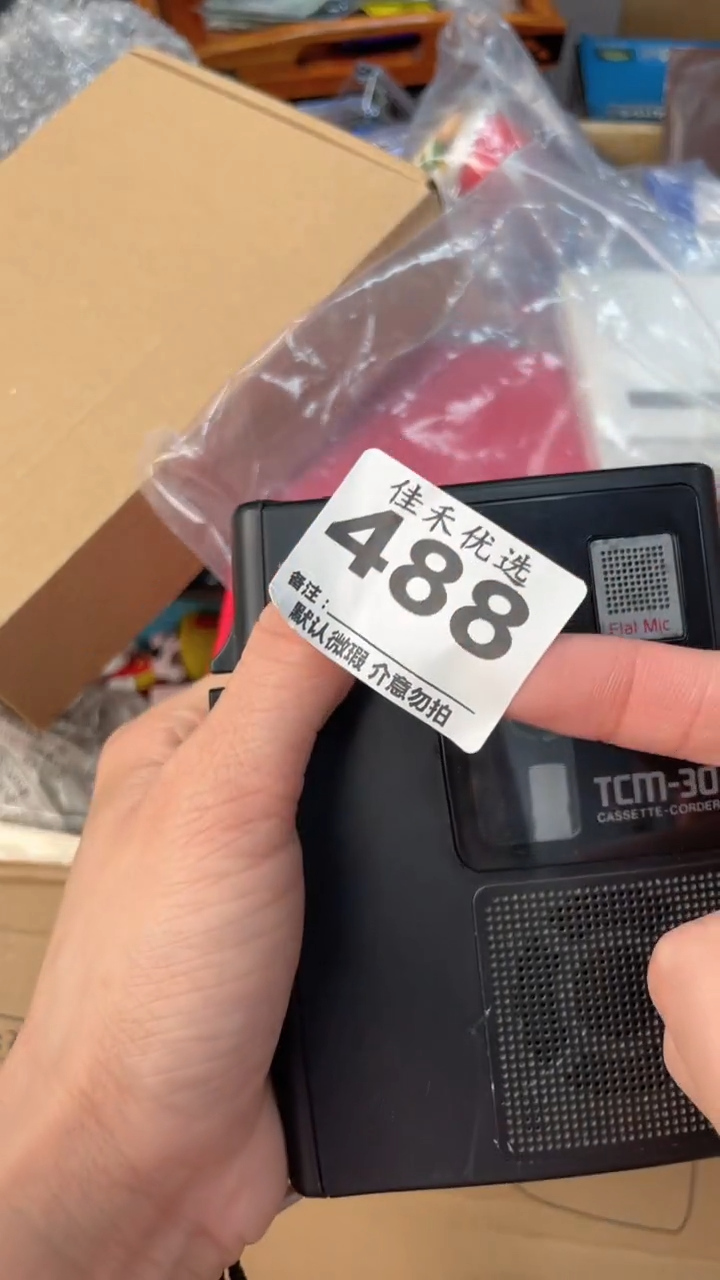 佳禾优选
488
备注：
默认微瑕 介意勿拍
Flat Mic
TCM-30
CASSETTE-CORDER